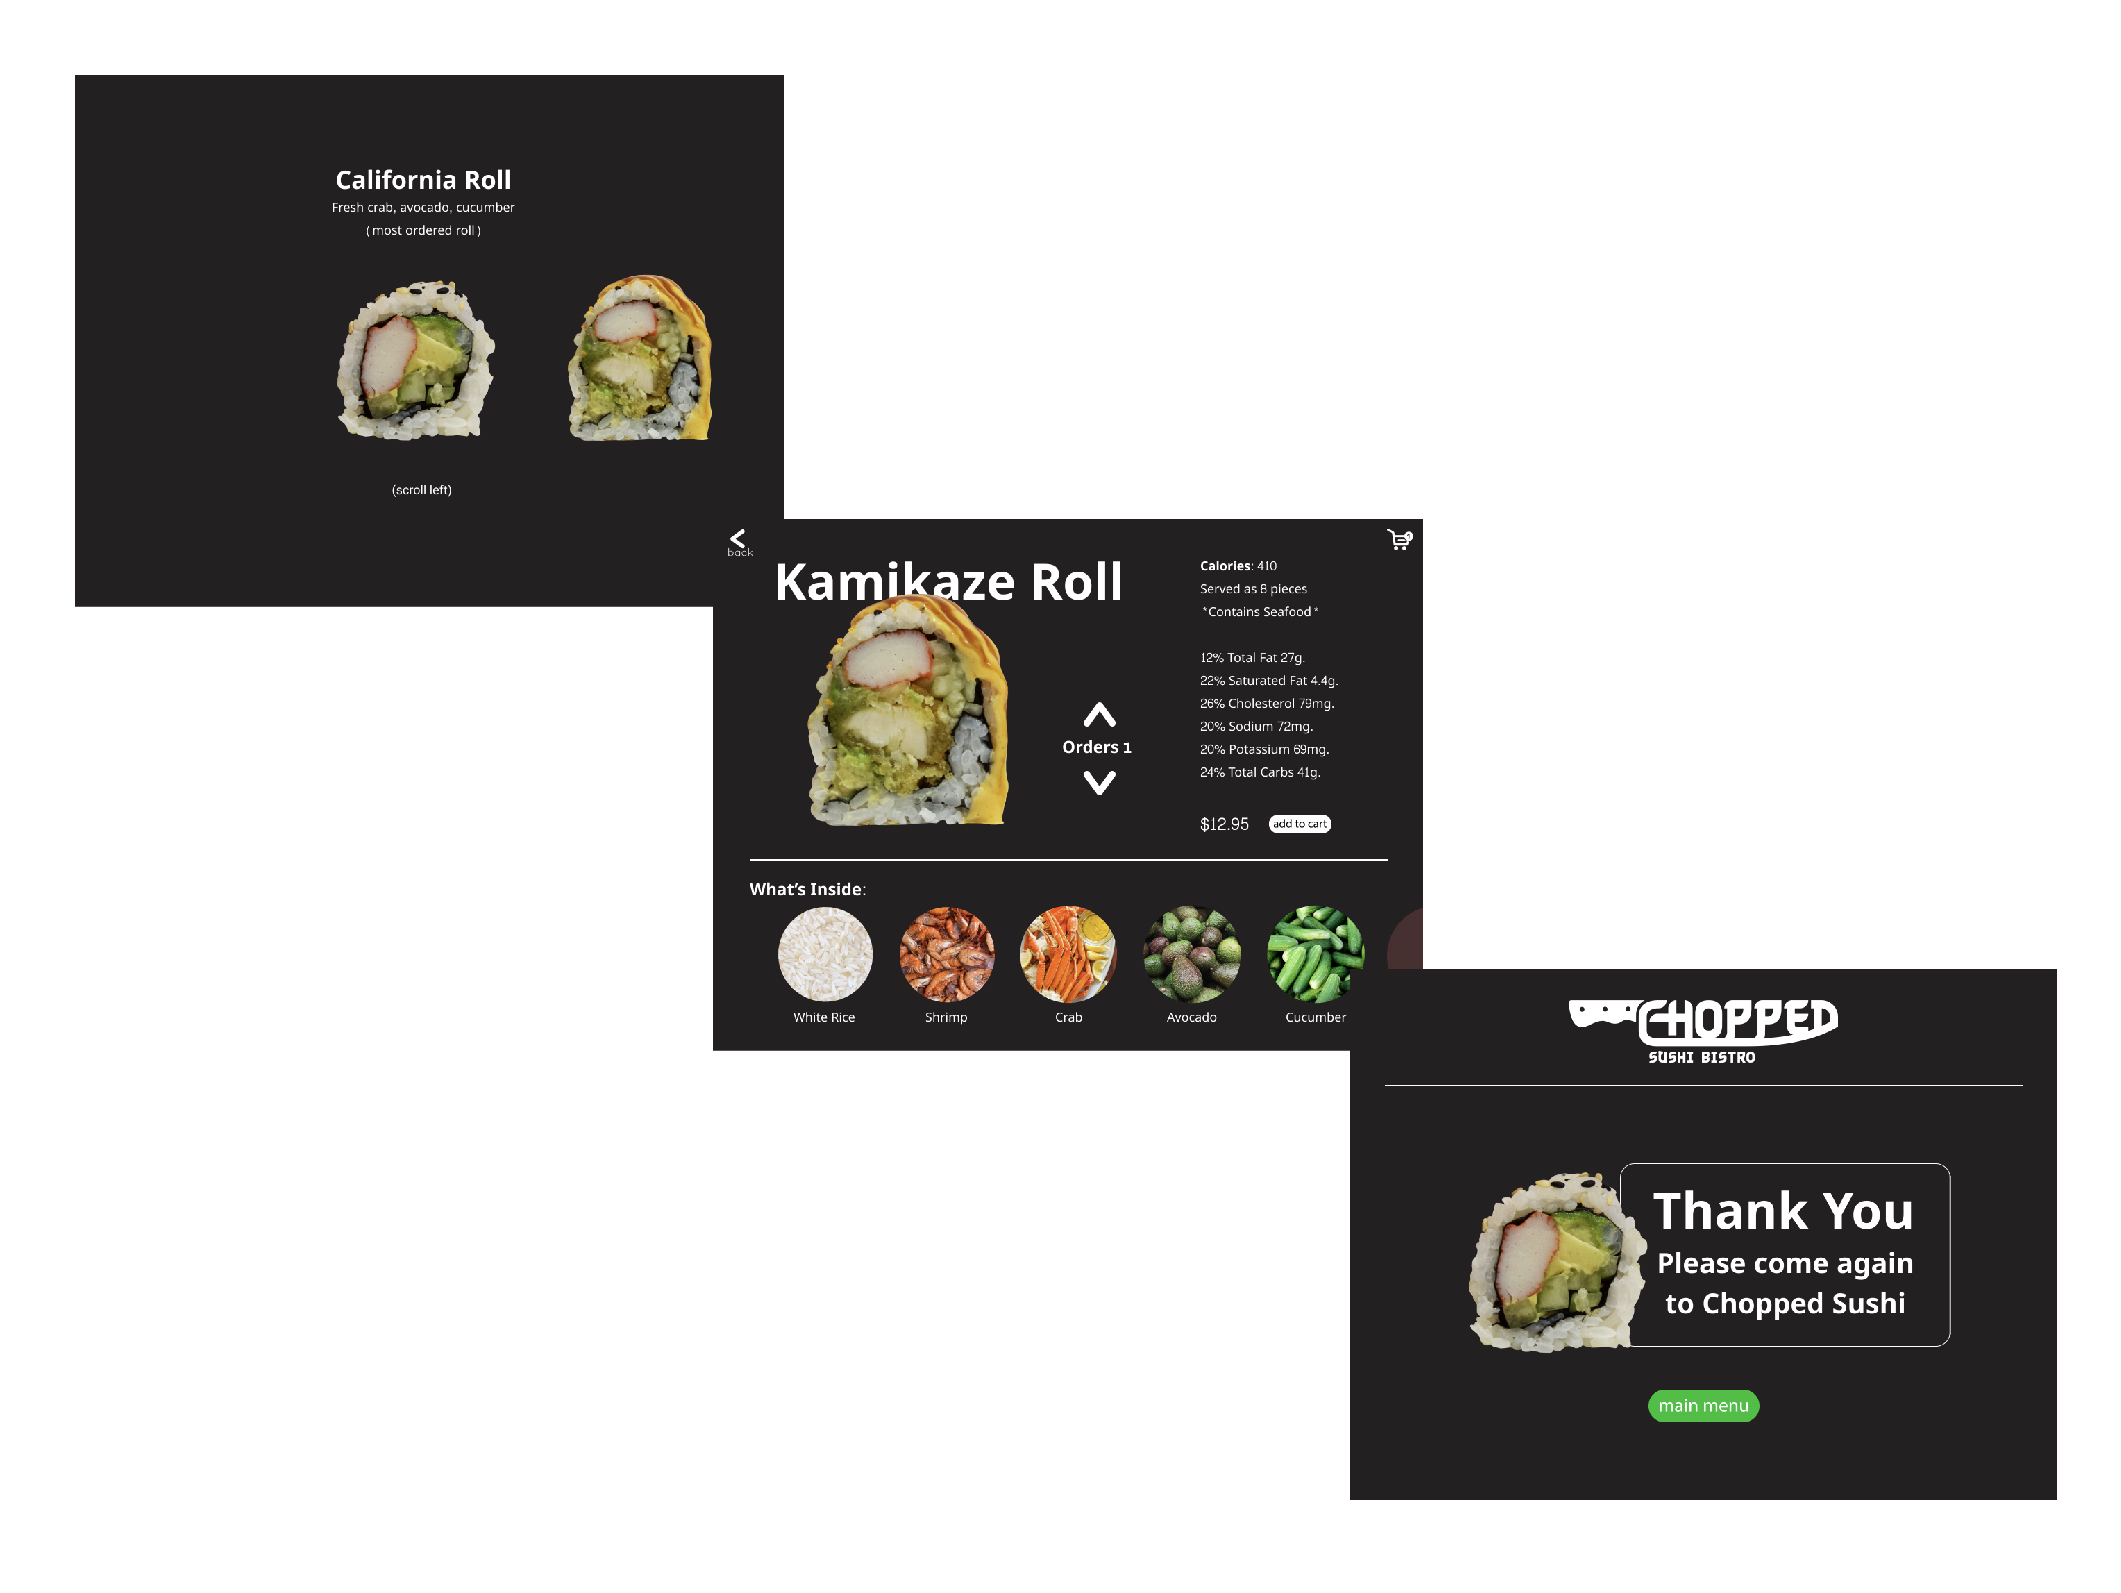 California Roll
Fresh crab, avocado, cucumber
( most ordered roll )
(scroll left)
back
Kamikaze Roll
Calories: 410
Served as 8 pieces
*Contains Seafood *
12% Total Fat 27g.
22% Saturated Fat 4.4g.
26% Cholesterol 79mg.
20% Sodium 72mg.
20% Potassium 69mg.
24% Total Carbs 41g.
Orders 1
$12.95 add to cart
What's Inside:
White Rice Shrimp Crab Avocado Cucumber
CHOPPED
SUSHI BISTRO
Thank You
Please come again
to Chopped Sushi
main menu